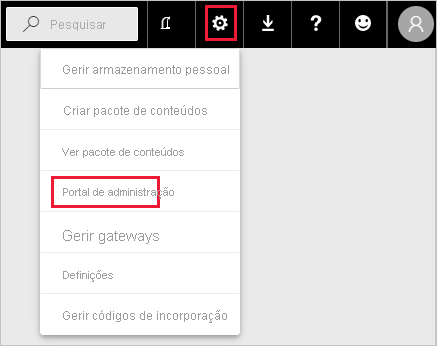 Pesquisar
Gerir armazenamento pessoal
Criar pacote de conteúdos
Ver pacote de conteúdos
Portal de administração
Gerir gateways
Definições
Gerir códigos de incorporação